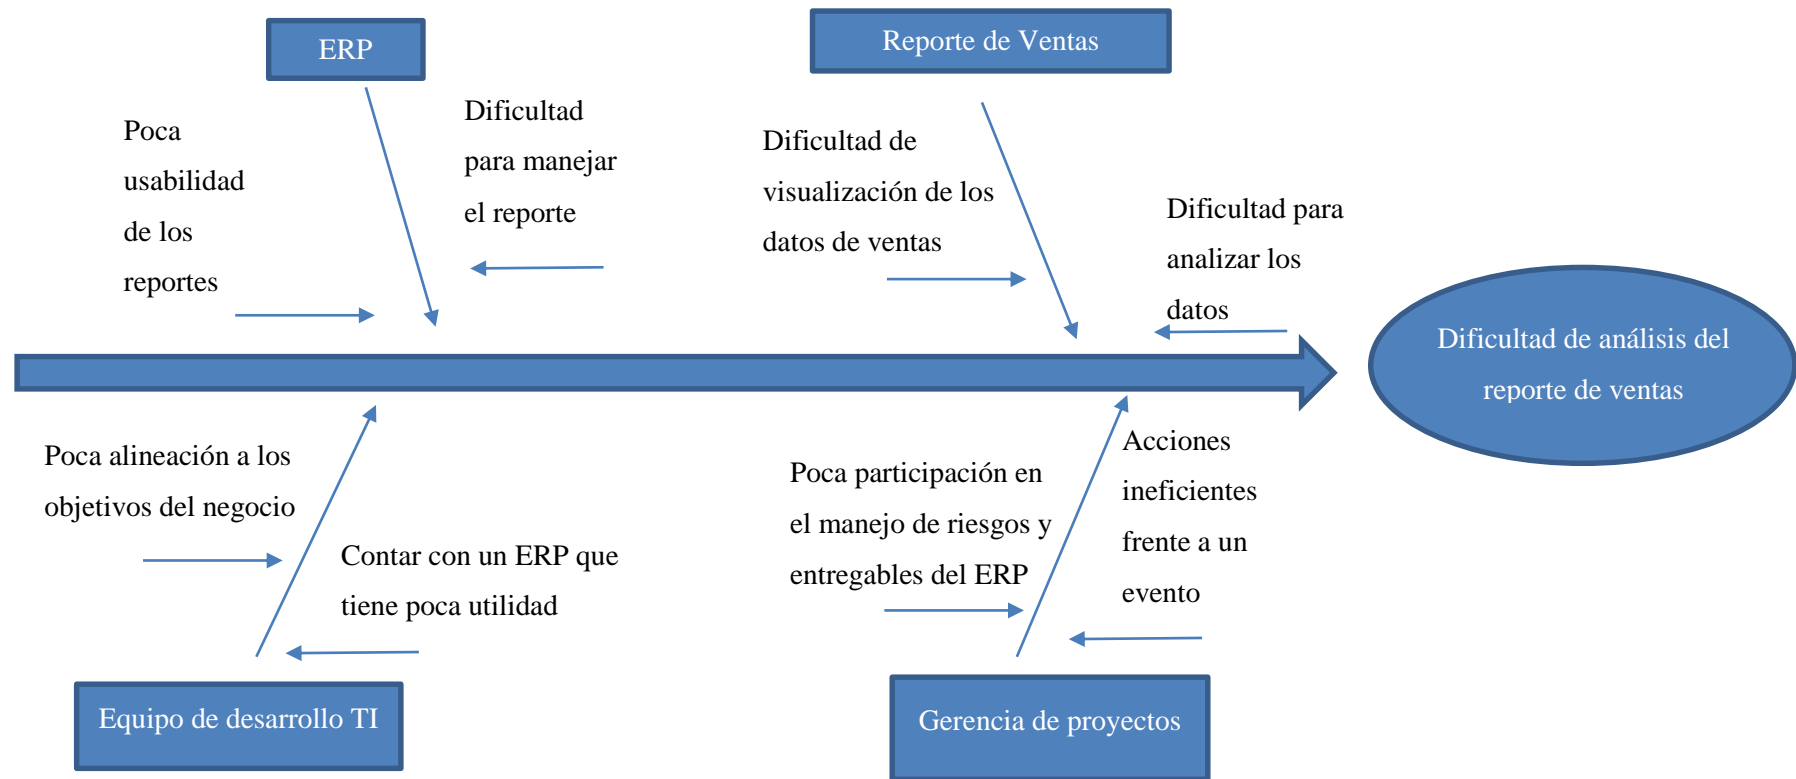 ERP
Reporte de Ventas
Poca
usabilidad
de los
reportes
Dificultad
para manejar
el reporte
Dificultad de
visualización de los
datos de ventas
Dificultad para
analizar los
datos
Dificultad de análisis del
reporte de ventas
Poca alineación a los
objetivos del negocio
Contar con un ERP que
tiene poca utilidad
Poca participación en
el manejo de riesgos y
entregables del ERP
Acciones
ineficientes
frente a un
evento
Equipo de desarrollo TI
Gerencia de proyectos